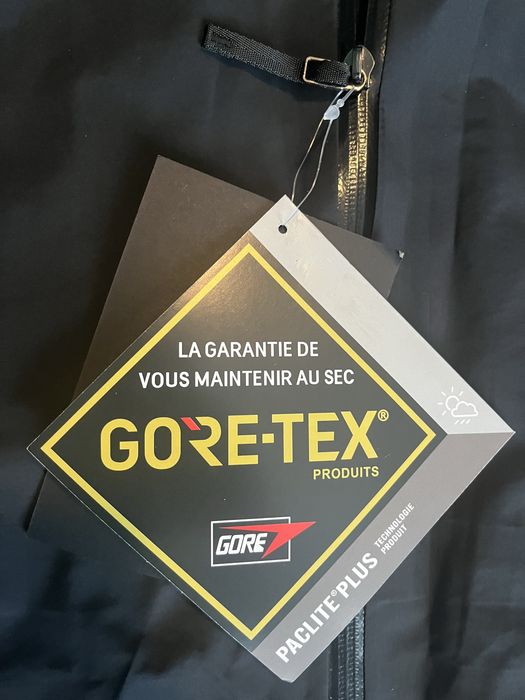 LA GARANTIE DE
VOUS MAINTENIR AU SEC
GORE-TEX®
PRODUITS
GORE
PACLITE® PLUS
TECHNOLOGIE
PRODUIT